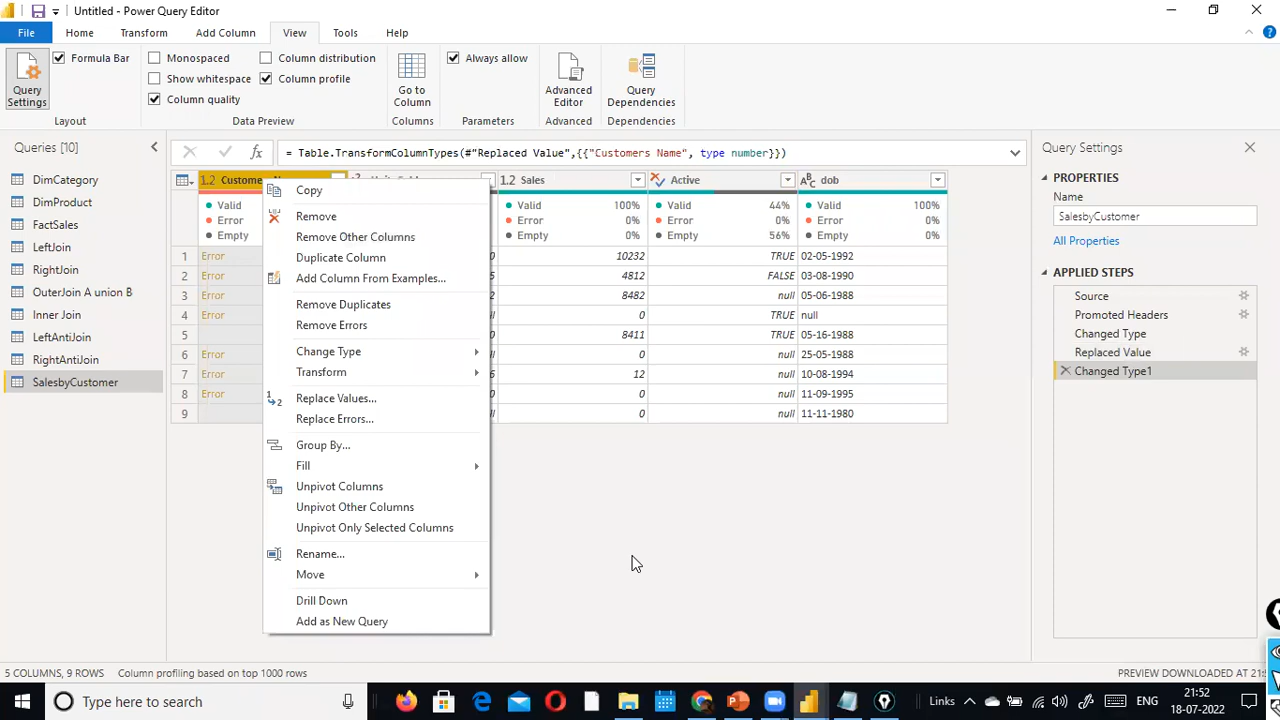 Untitled - Power Query Editor
File Home Transform Add Column View Tools Help
Query Settings
Formula Bar
Monospaced
Show whitespace
Column quality
Column distribution
Column profile
Go to Column
Always allow
Advanced Editor
Query Dependencies
Layout Data Preview Columns Parameters Advanced Dependencies
Queries [10]
DimCategory
DimProduct
FactSales
LeftJoin
RightJoin
OuterJoin A union B
Inner Join
LeftAntiJoin
RightAntiJoin
SalesbyCustomer
= Table.TransformColumnTypes(#"Replaced Value",{{"Customers Name", type number}})
1.2 1.2 Sales Active ABC dob
Valid Valid 100% Valid 44% Valid 100%
Error Error 0% Error 0% Error 0%
Empty Empty 0% Empty 56% Empty 0%
1 Error 0 10232 TRUE 02-05-1992
2 Error 5 4812 FALSE 03-08-1990
3 Error 2 8482 null 05-06-1988
4 Error 0 TRUE null
5 0 8411 TRUE 05-16-1988
6 Error 0 null 25-05-1988
7 Error 6 12 null 10-08-1994
8 Error 0 null 11-09-1995
9 0 null 11-11-1980
Copy
Remove
Remove Other Columns
Duplicate Column
Add Column From Examples...
Remove Duplicates
Remove Errors
Change Type
Transform
Replace Values...
Replace Errors...
Group By...
Fill
Unpivot Columns
Unpivot Other Columns
Unpivot Only Selected Columns
Rename...
Move
Drill Down
Add as New Query
Query Settings
PROPERTIES
Name
SalesbyCustomer
All Properties
APPLIED STEPS
Source
Promoted Headers
Changed Type
Replaced Value
Changed Type1
5 COLUMNS, 9 ROWS Column profiling based on top 1000 rows PREVIEW DOWNLOADED AT
Type here to search
Links ENG 21:52
18-07-2022